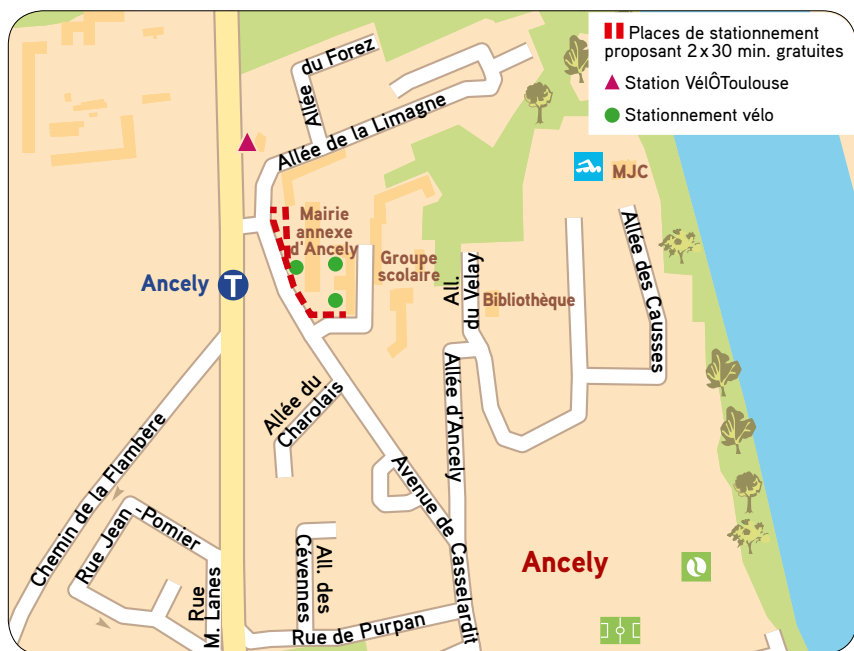 Places de stationnement
proposant 2 x 30 min. gratuites
Station VélÔToulouse
Stationnement vélo
Allée
du Forez
Allée de la Limagne
MJC
Mairie
annexe
d'Ancely
Groupe
scolaire
Allée des Causses
All.
du Velay
Bibliothèque
Ancely
T
Allée du
Charolais
Allée d'Ancely
Chemin de la Flambère
Avenue de Casselardit
Rue Jean-Pomier
Rue
M. Lanes
All. des
Cévennes
Ancely
Rue de Purpan